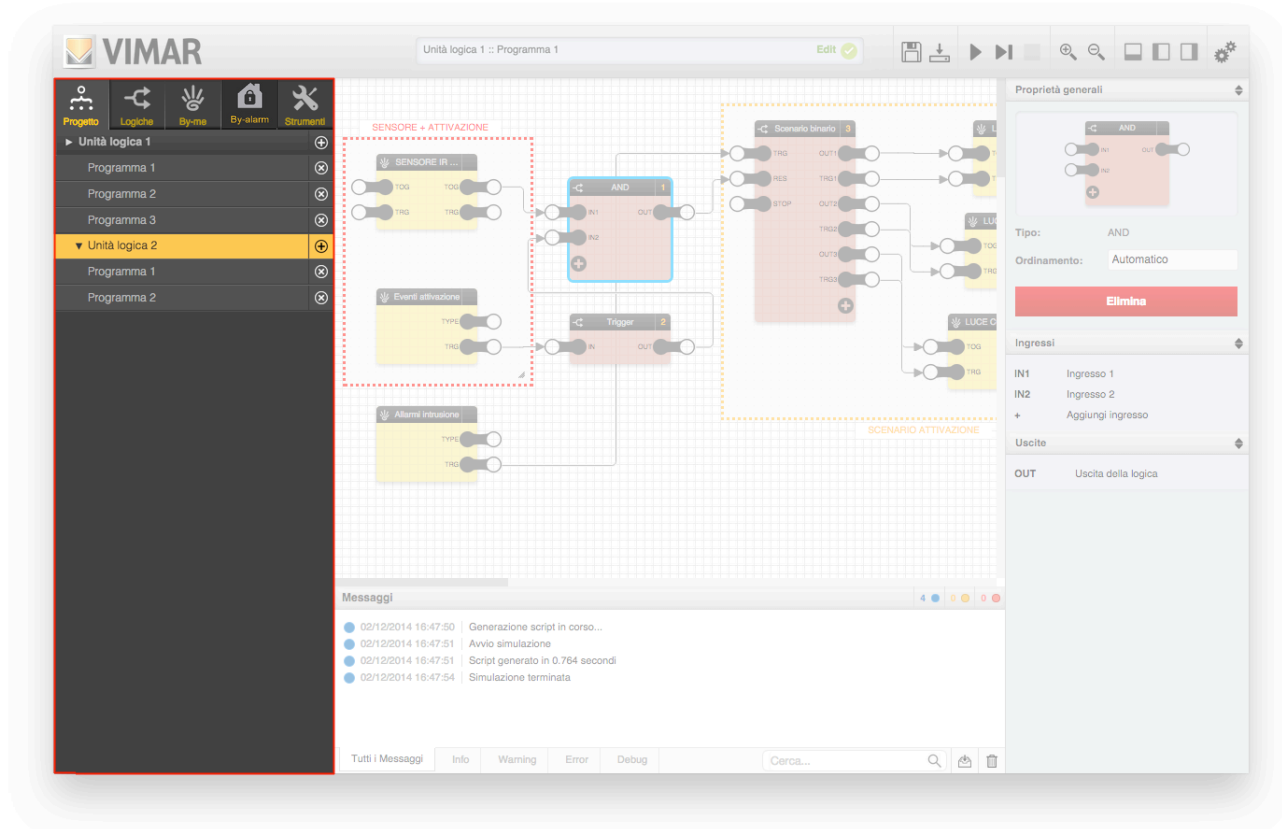 VIMAR
Unità logica 1 :: Programma 1
Edit
Progetto
Logiche
By-me
By-alarm
Strumenti
Unità logica 1
Programma 1
Programma 2
Programma 3
Unità logica 2
Programma 1
Programma 2
SENSORE + ATTIVAZIONE
SENSORE IR ...
TOG TOG
TRG TRG
Eventi attivazione
TYPE
TRG
Allarmi intrusione
TYPE
TRG
AND 1
IN1 OUT
IN2
Trigger 2
IN OUT
Scenario binario 3
TRG OUT1
RES TRG1
STOP OUT2
TRG2
OUT3
TRG3
LUC
TOG
TRG
LUCE C
TOG
TRG
SCENARIO ATTIVAZIONE
Messaggi
4 0 0
02/12/2014 16:47:50 Generazione script in corso...
02/12/2014 16:47:51 Avvio simulazione
02/12/2014 16:47:51 Script generato in 0.764 secondi
02/12/2014 16:47:54 Simulazione terminata
Tutti i Messaggi
Info
Warning
Error
Debug
Cerca...
Proprietà generali
AND
IN1 OUT
IN2
Tipo: AND
Ordinamento: Automatico
Elimina
Ingressi
IN1 Ingresso 1
IN2 Ingresso 2
+ Aggiungi ingresso
Uscite
OUT Uscita della logica